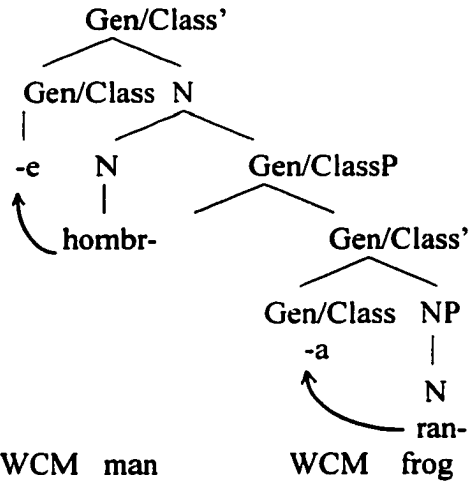 Gen/Class'
Gen/Class N
-e N Gen/ClassP
hombr- Gen/Class'
Gen/Class NP
-a
N
ran-
WCM man WCM frog